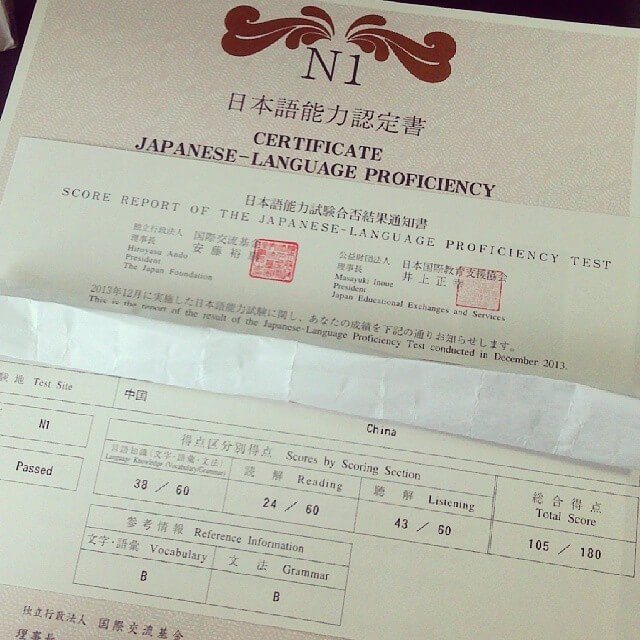 N1
日本語能力認定書
CERTIFICATE
JAPANESE-LANGUAGE PROFICIENCY
日本語能力試験合否結果通知書
SCORE REPORT OF THE JAPANESE-LANGUAGE PROFICIENCY TEST
独立行政法人 国際交流基金
理事長 安藤裕
Hiroyasu Ando
President
The Japan Foundation
公益財団法人 日本国際教育支援協会
理事長 井上正幸
Masayuki Inoue
President
Japan Educational Exchanges and Services
2013年12月に実施した日本語能力試験に関し、あなたの成績を下記の通りお知らせします。
This is the report of the result of the Japanese-Language Proficiency Test conducted in December 2013.
験地 Test Site
中国
China
N1
Passed
得点区分別得点 Scores by Scoring Section
言語知識(文字・語彙・文法)
Language Knowledge (Vocabulary/Grammar)
読解 Reading
聴解 Listening
総合得点
Total Score
38 / 60
24 / 60
43 / 60
105 / 180
参考情報 Reference Information
文字・語彙 Vocabulary
文法 Grammar
B
B
独立行政法人 国際交流基金
理事長